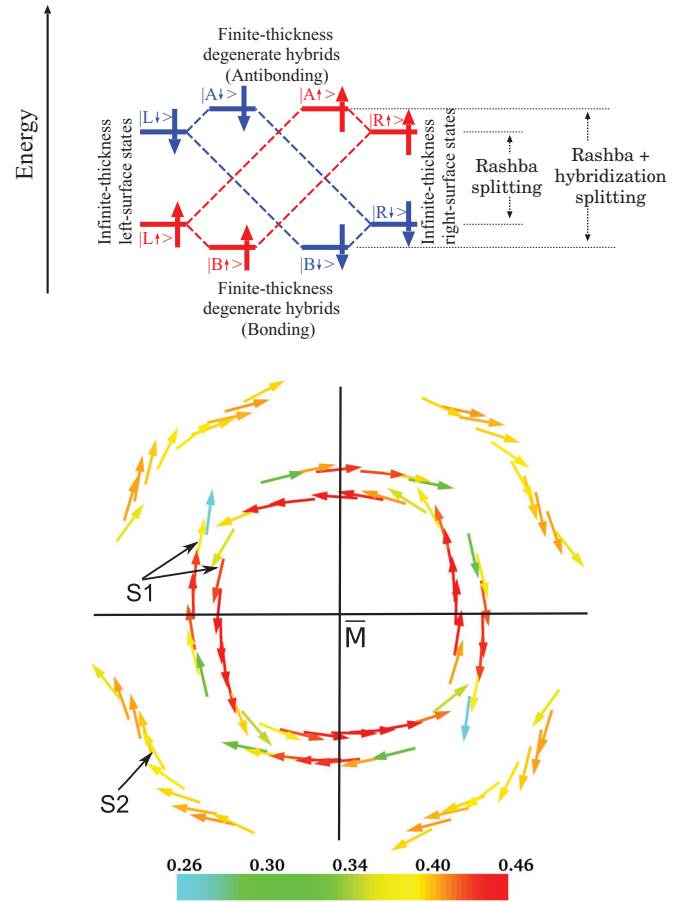 Finite-thickness
degenerate hybrids
(Antibonding)
Energy
Infinite-thickness
left-surface states
|L↓>
|A↓>
|A↑>
|R↑>
|L↑>
|B↑>
|B↓>
|R↓>
Infinite-thickness
right-surface states
Rashba
splitting
Rashba +
hybridization
splitting
Finite-thickness
degenerate hybrids
(Bonding)
S1
M̅
S2
0.26 0.30 0.34 0.40 0.46